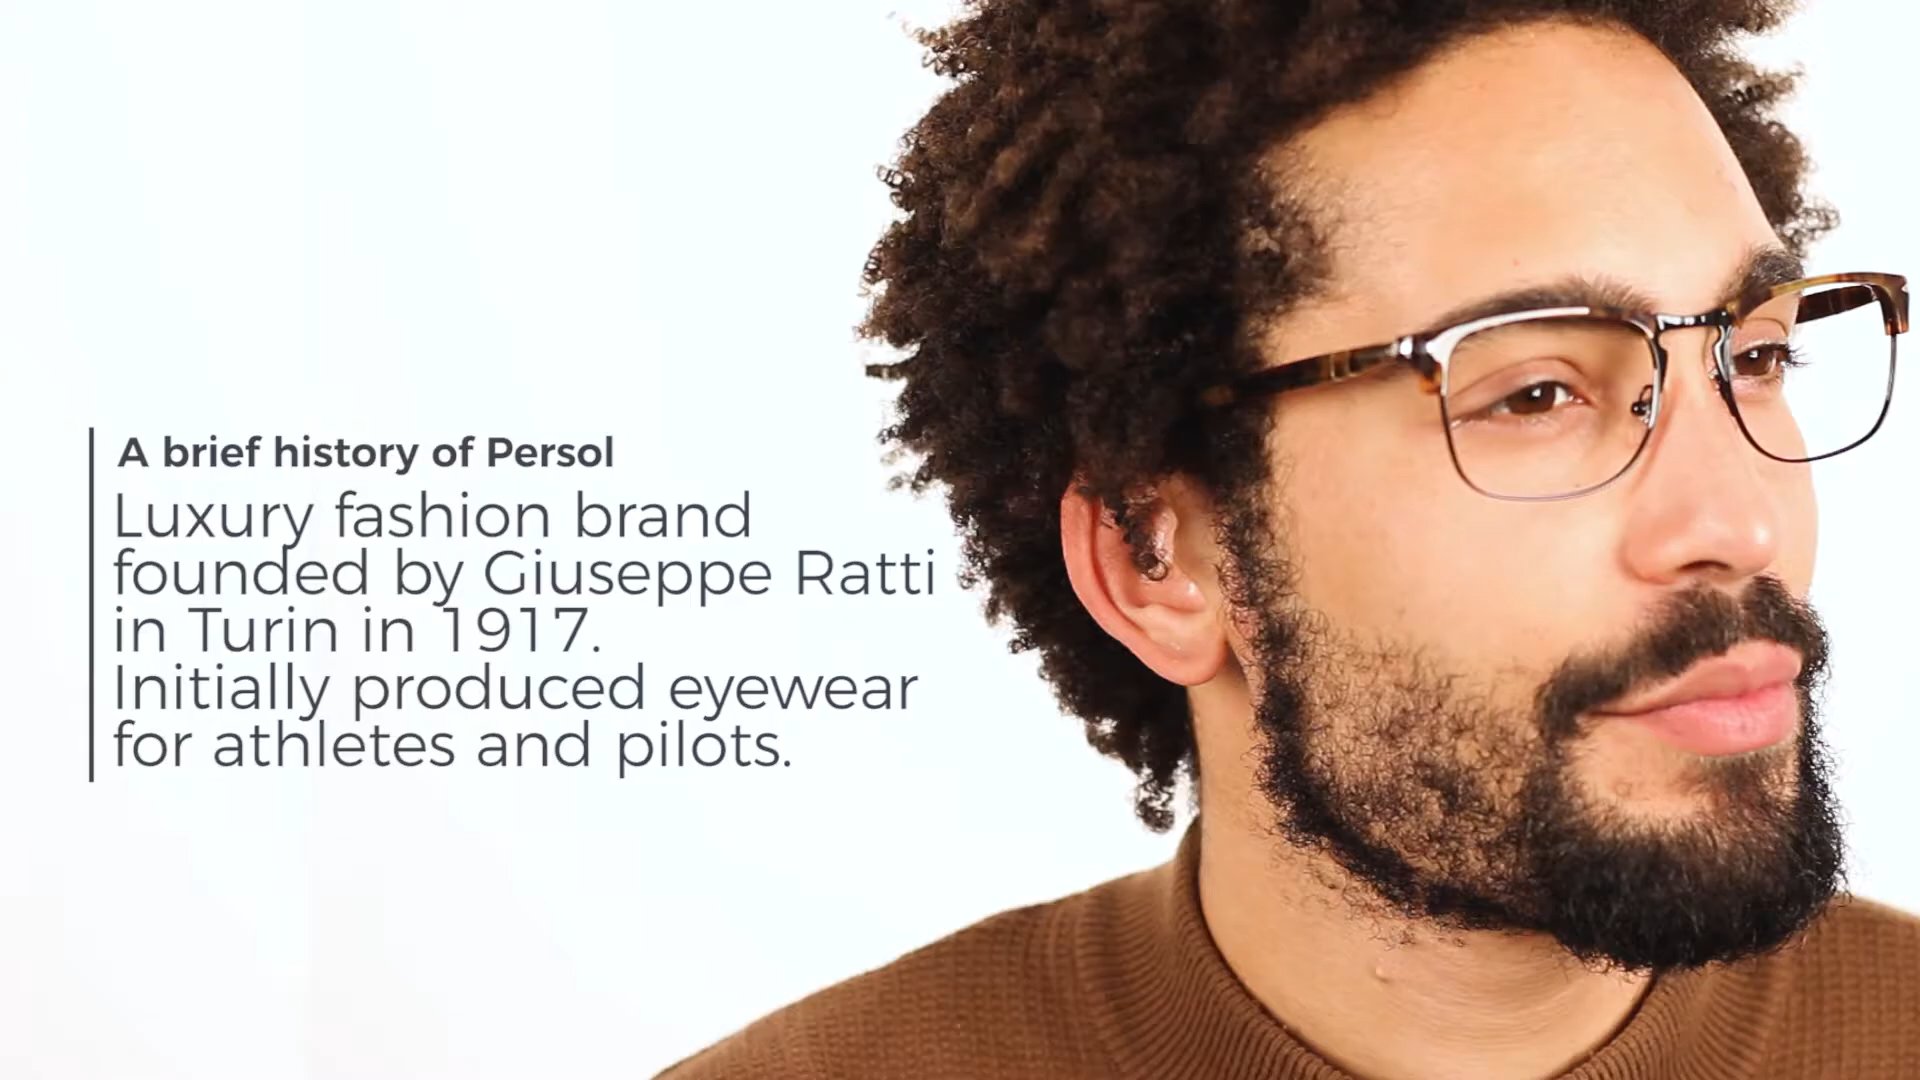 A brief history of Persol
Luxury fashion brand
founded by Giuseppe Ratti
in Turin in 1917.
Initially produced eyewear
for athletes and pilots.